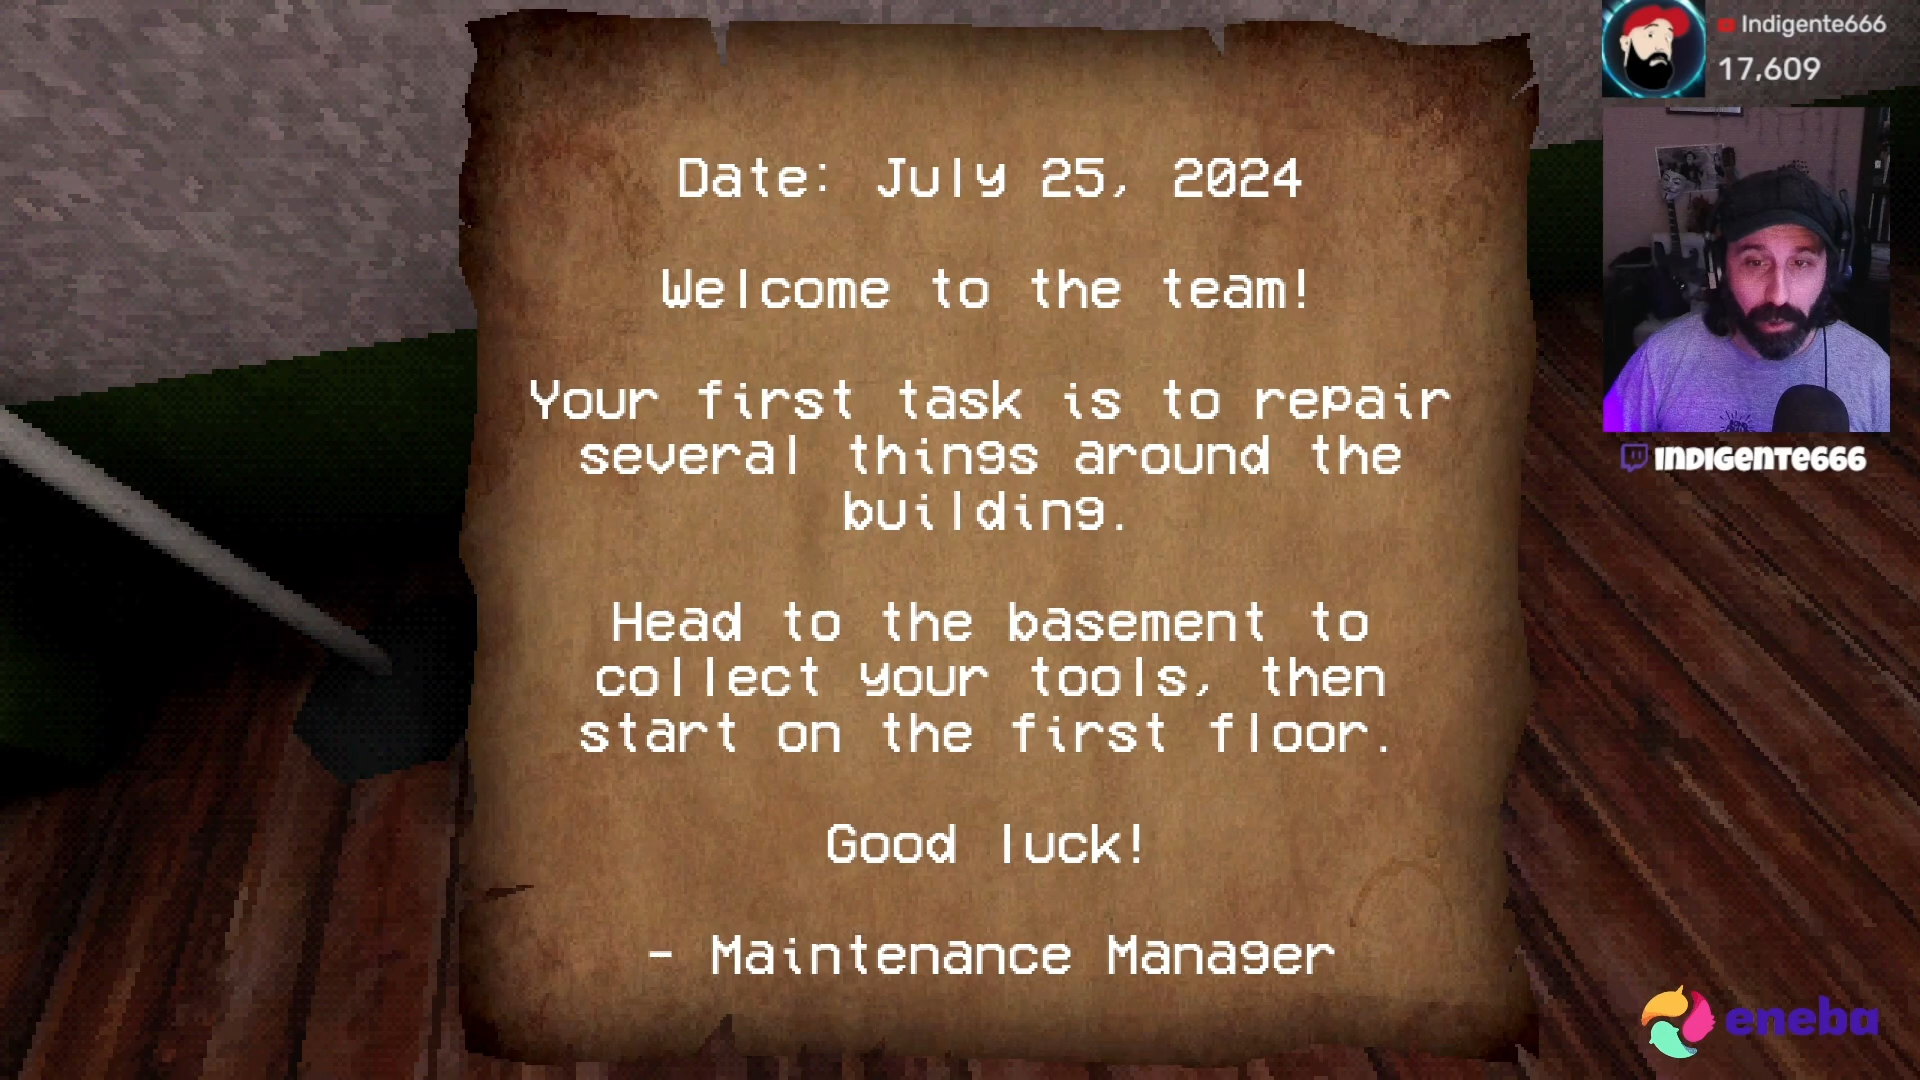 Date: July 25, 2024
Welcome to the team!
Your first task is to repair
several things around the
building.
Head to the basement to
collect your tools, then
start on the first floor.
Good luck!
- Maintenance Manager
Indigente666
17,609
INDIGENTE666
eneba